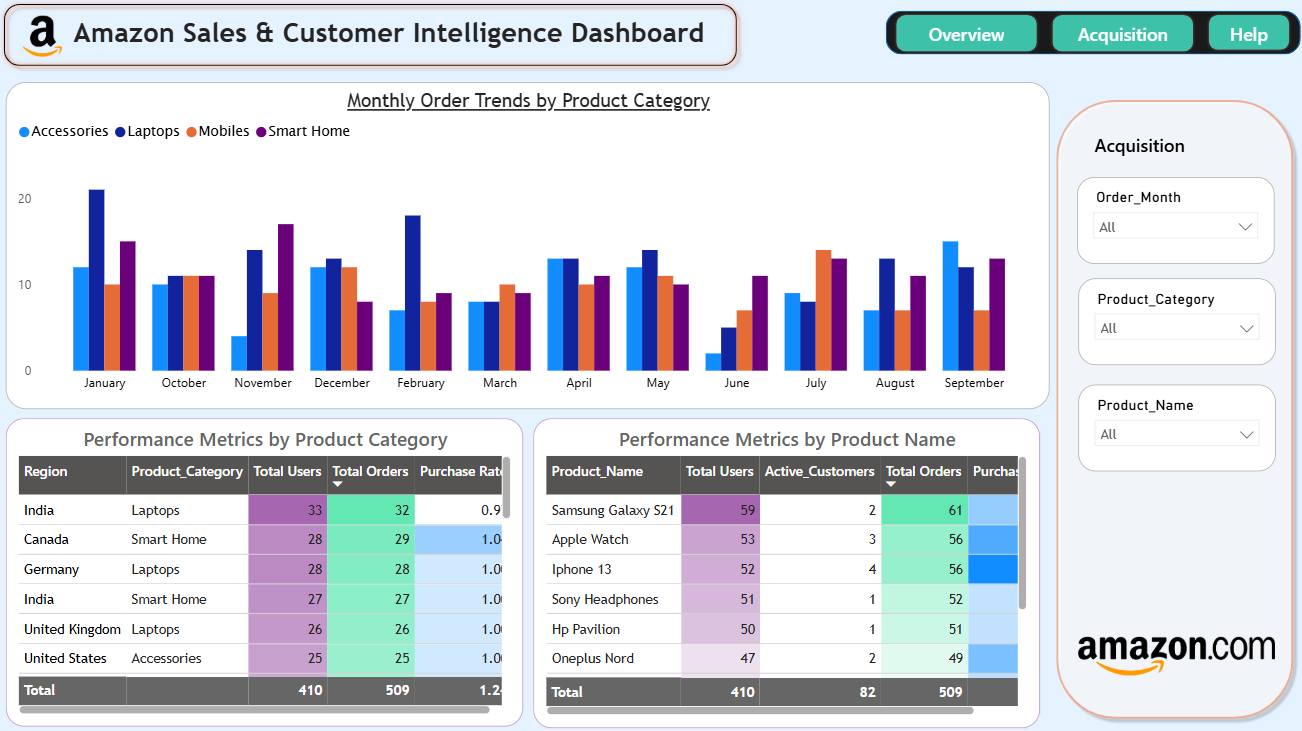 a Amazon Sales & Customer Intelligence Dashboard
Overview Acquisition Help
Monthly Order Trends by Product Category
Accessories Laptops Mobiles Smart Home
20
10
0
January October November December February March April May June July August September
Acquisition
Order_Month
All
Product_Category
All
Product_Name
All
Performance Metrics by Product Category
Region Product_Category Total Users Total Orders Purchase Rat
India Laptops 33 32 0.9
Canada Smart Home 28 29 1.0
Germany Laptops 28 28 1.0
India Smart Home 27 27 1.0
United Kingdom Laptops 26 26 1.0
United States Accessories 25 25 1.0
Total 410 509 1.2
Performance Metrics by Product Name
Product_Name Total Users Active_Customers Total Orders Purchas
Samsung Galaxy S21 59 2 61
Apple Watch 53 3 56
Iphone 13 52 4 56
Sony Headphones 51 1 52
Hp Pavilion 50 1 51
Oneplus Nord 47 2 49
Total 410 82 509
amazon.com